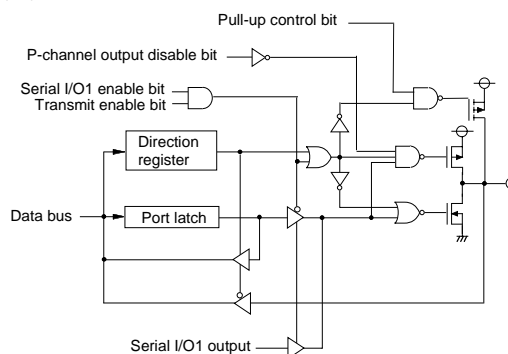 Pull-up control bit
P-channel output disable bit
Serial I/O1 enable bit
Transmit enable bit
Direction
register
Data bus
Port latch
Serial I/O1 output